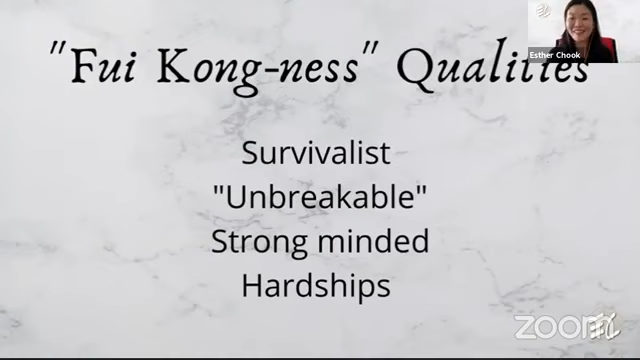 "Fui Kong-ness" Qualities
Esther Chook
Survivalist
"Unbreakable"
Strong minded
Hardships
zoom